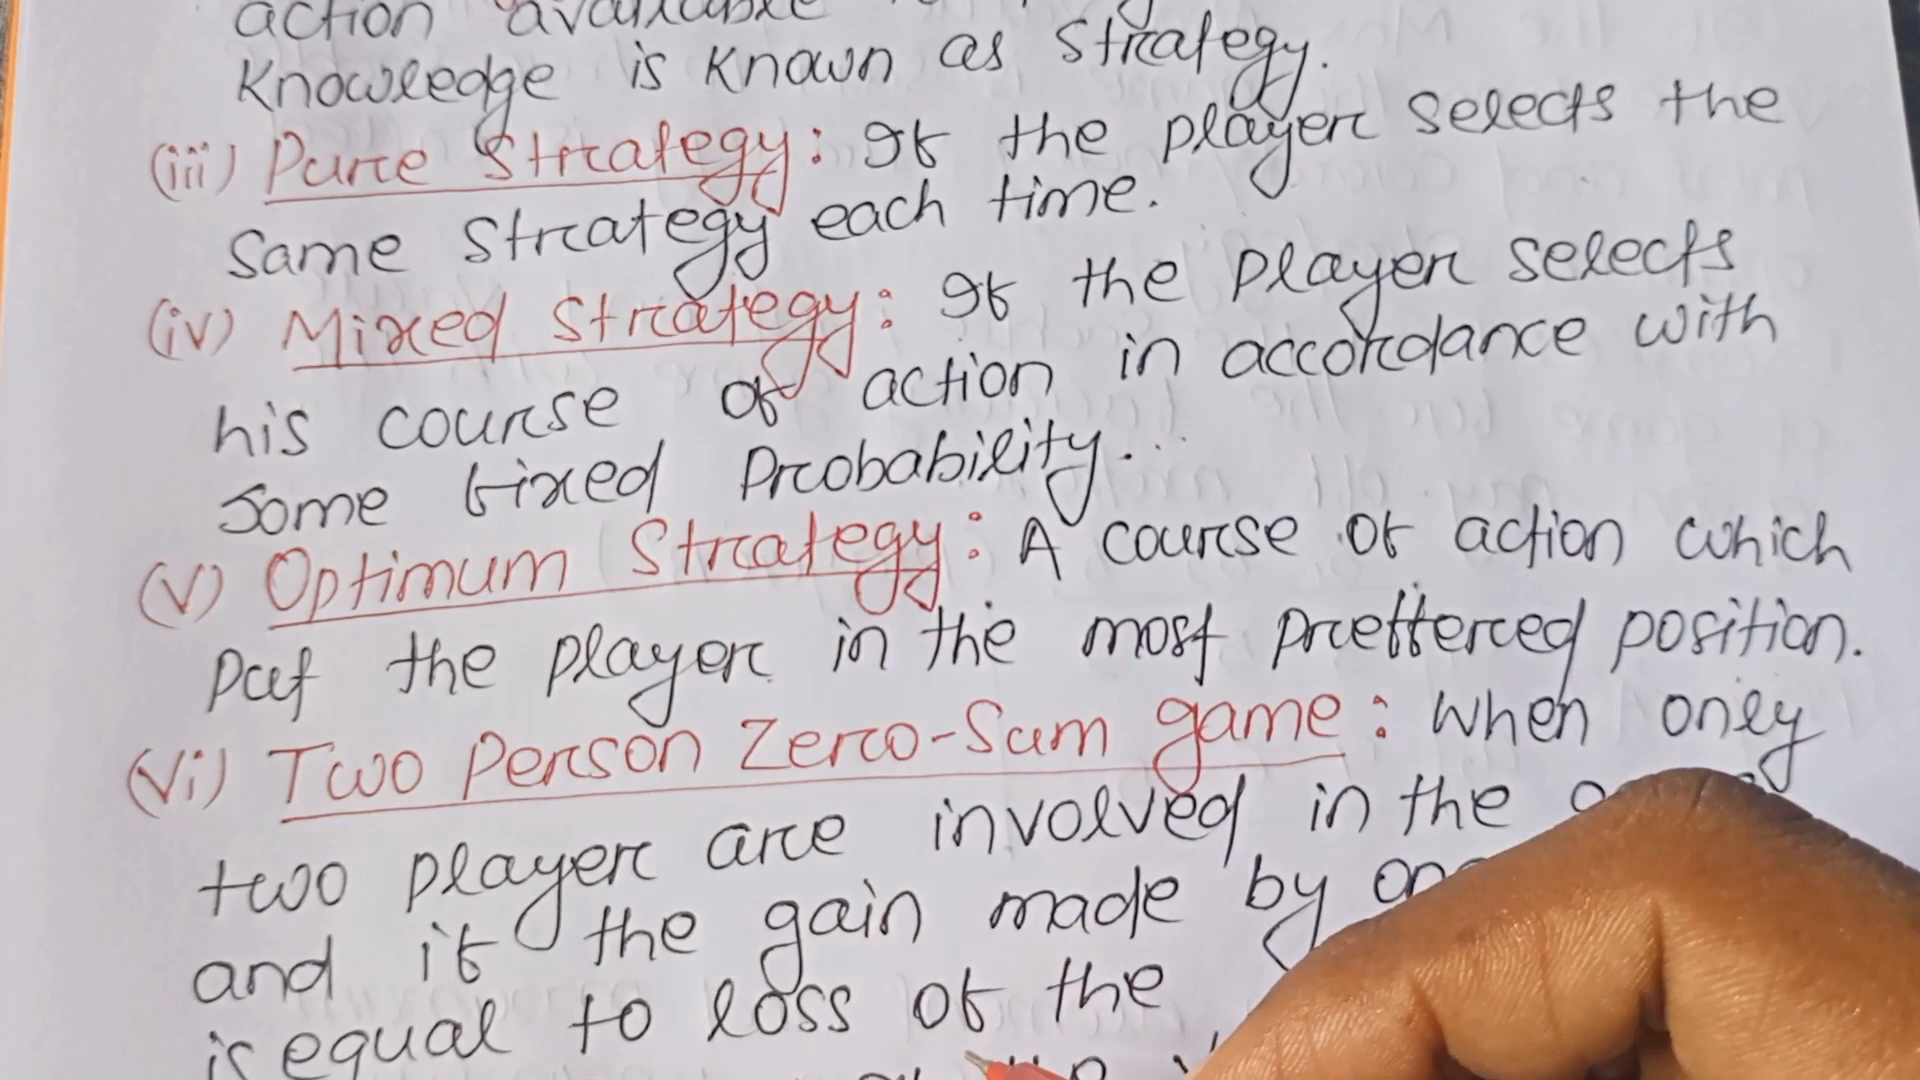 action available
Knowledge is known as strategy.
(iii) Pure Strategy: If the player selects the
same strategy each time.
(iv) Mixed Strategy: If the player selects
his course of action in accordance with
some fixed Probability.
(v) Optimum Strategy: A course of action which
put the player in the most preffered position.
(vi) Two Person Zero-Sum game: When only
two player are involved in the
and if the gain made by
is equal to loss of the